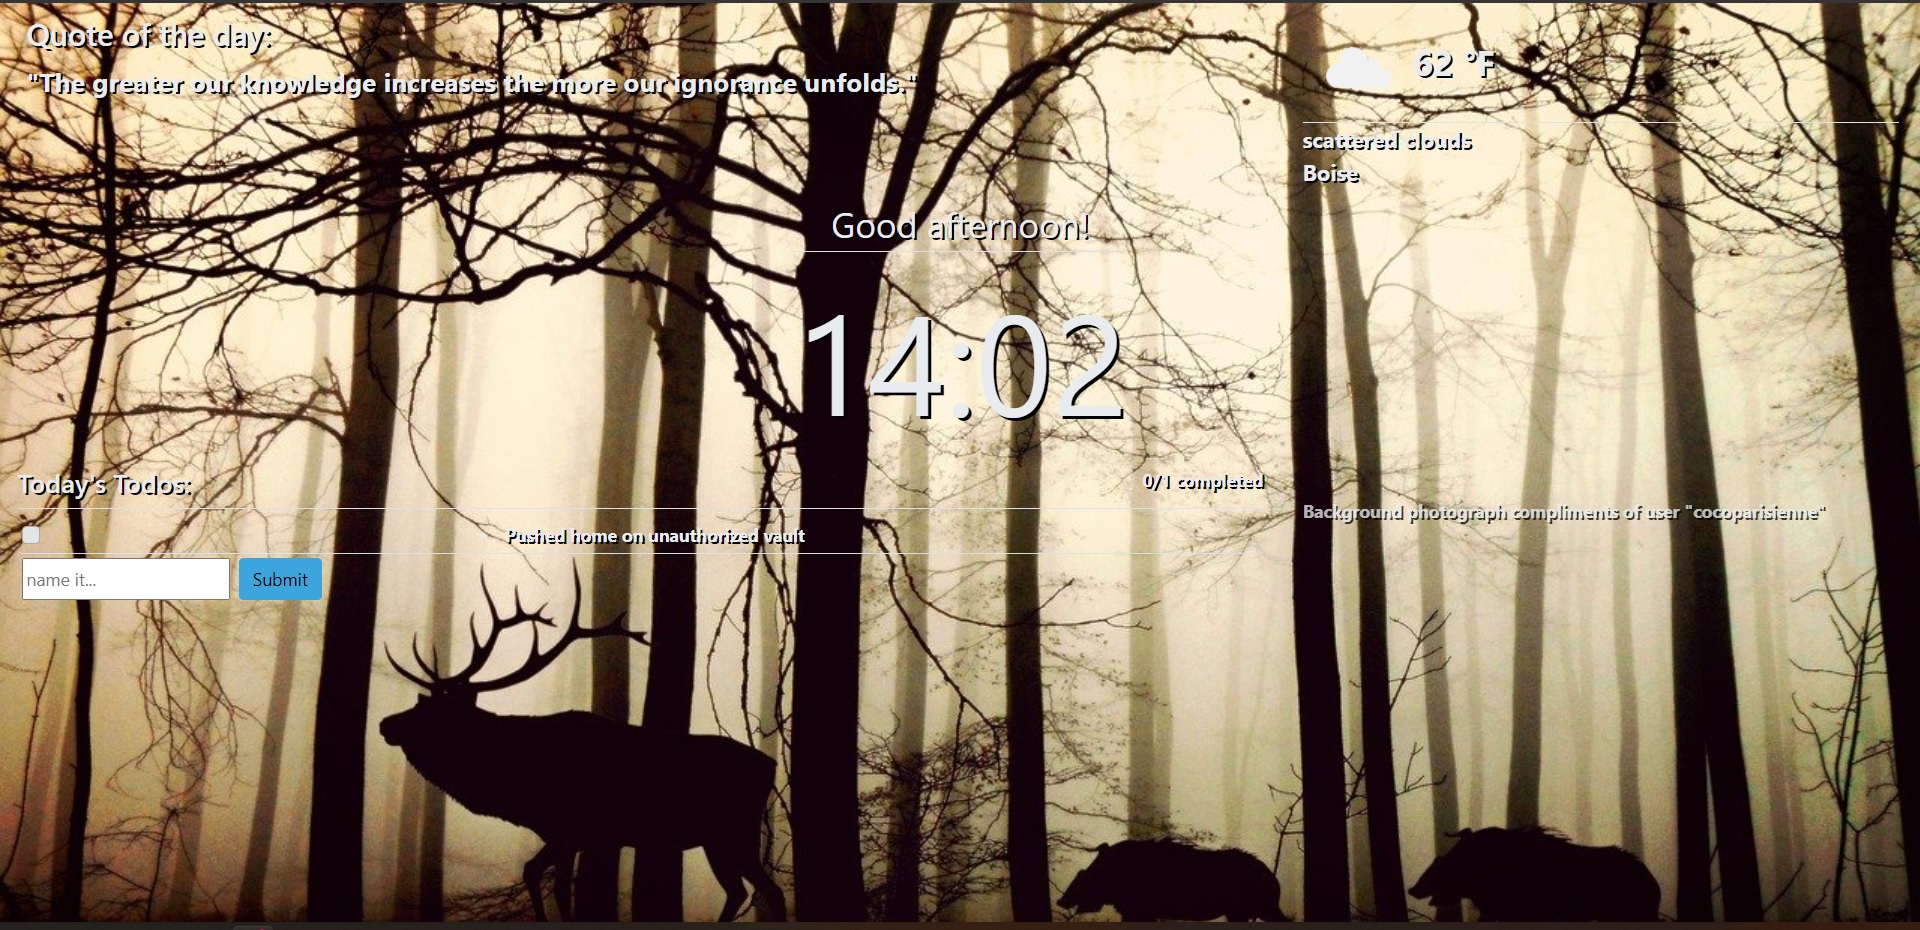 Quote of the day:
"The greater our knowledge increases the more our ignorance unfolds."
62 °F
scattered clouds
Boise
Good afternoon!
14:02
Today's Todos:
0/1 completed
Pushed home on unauthorized vault
name it...
Submit
Background photograph compliments of user "cocoparisienne"